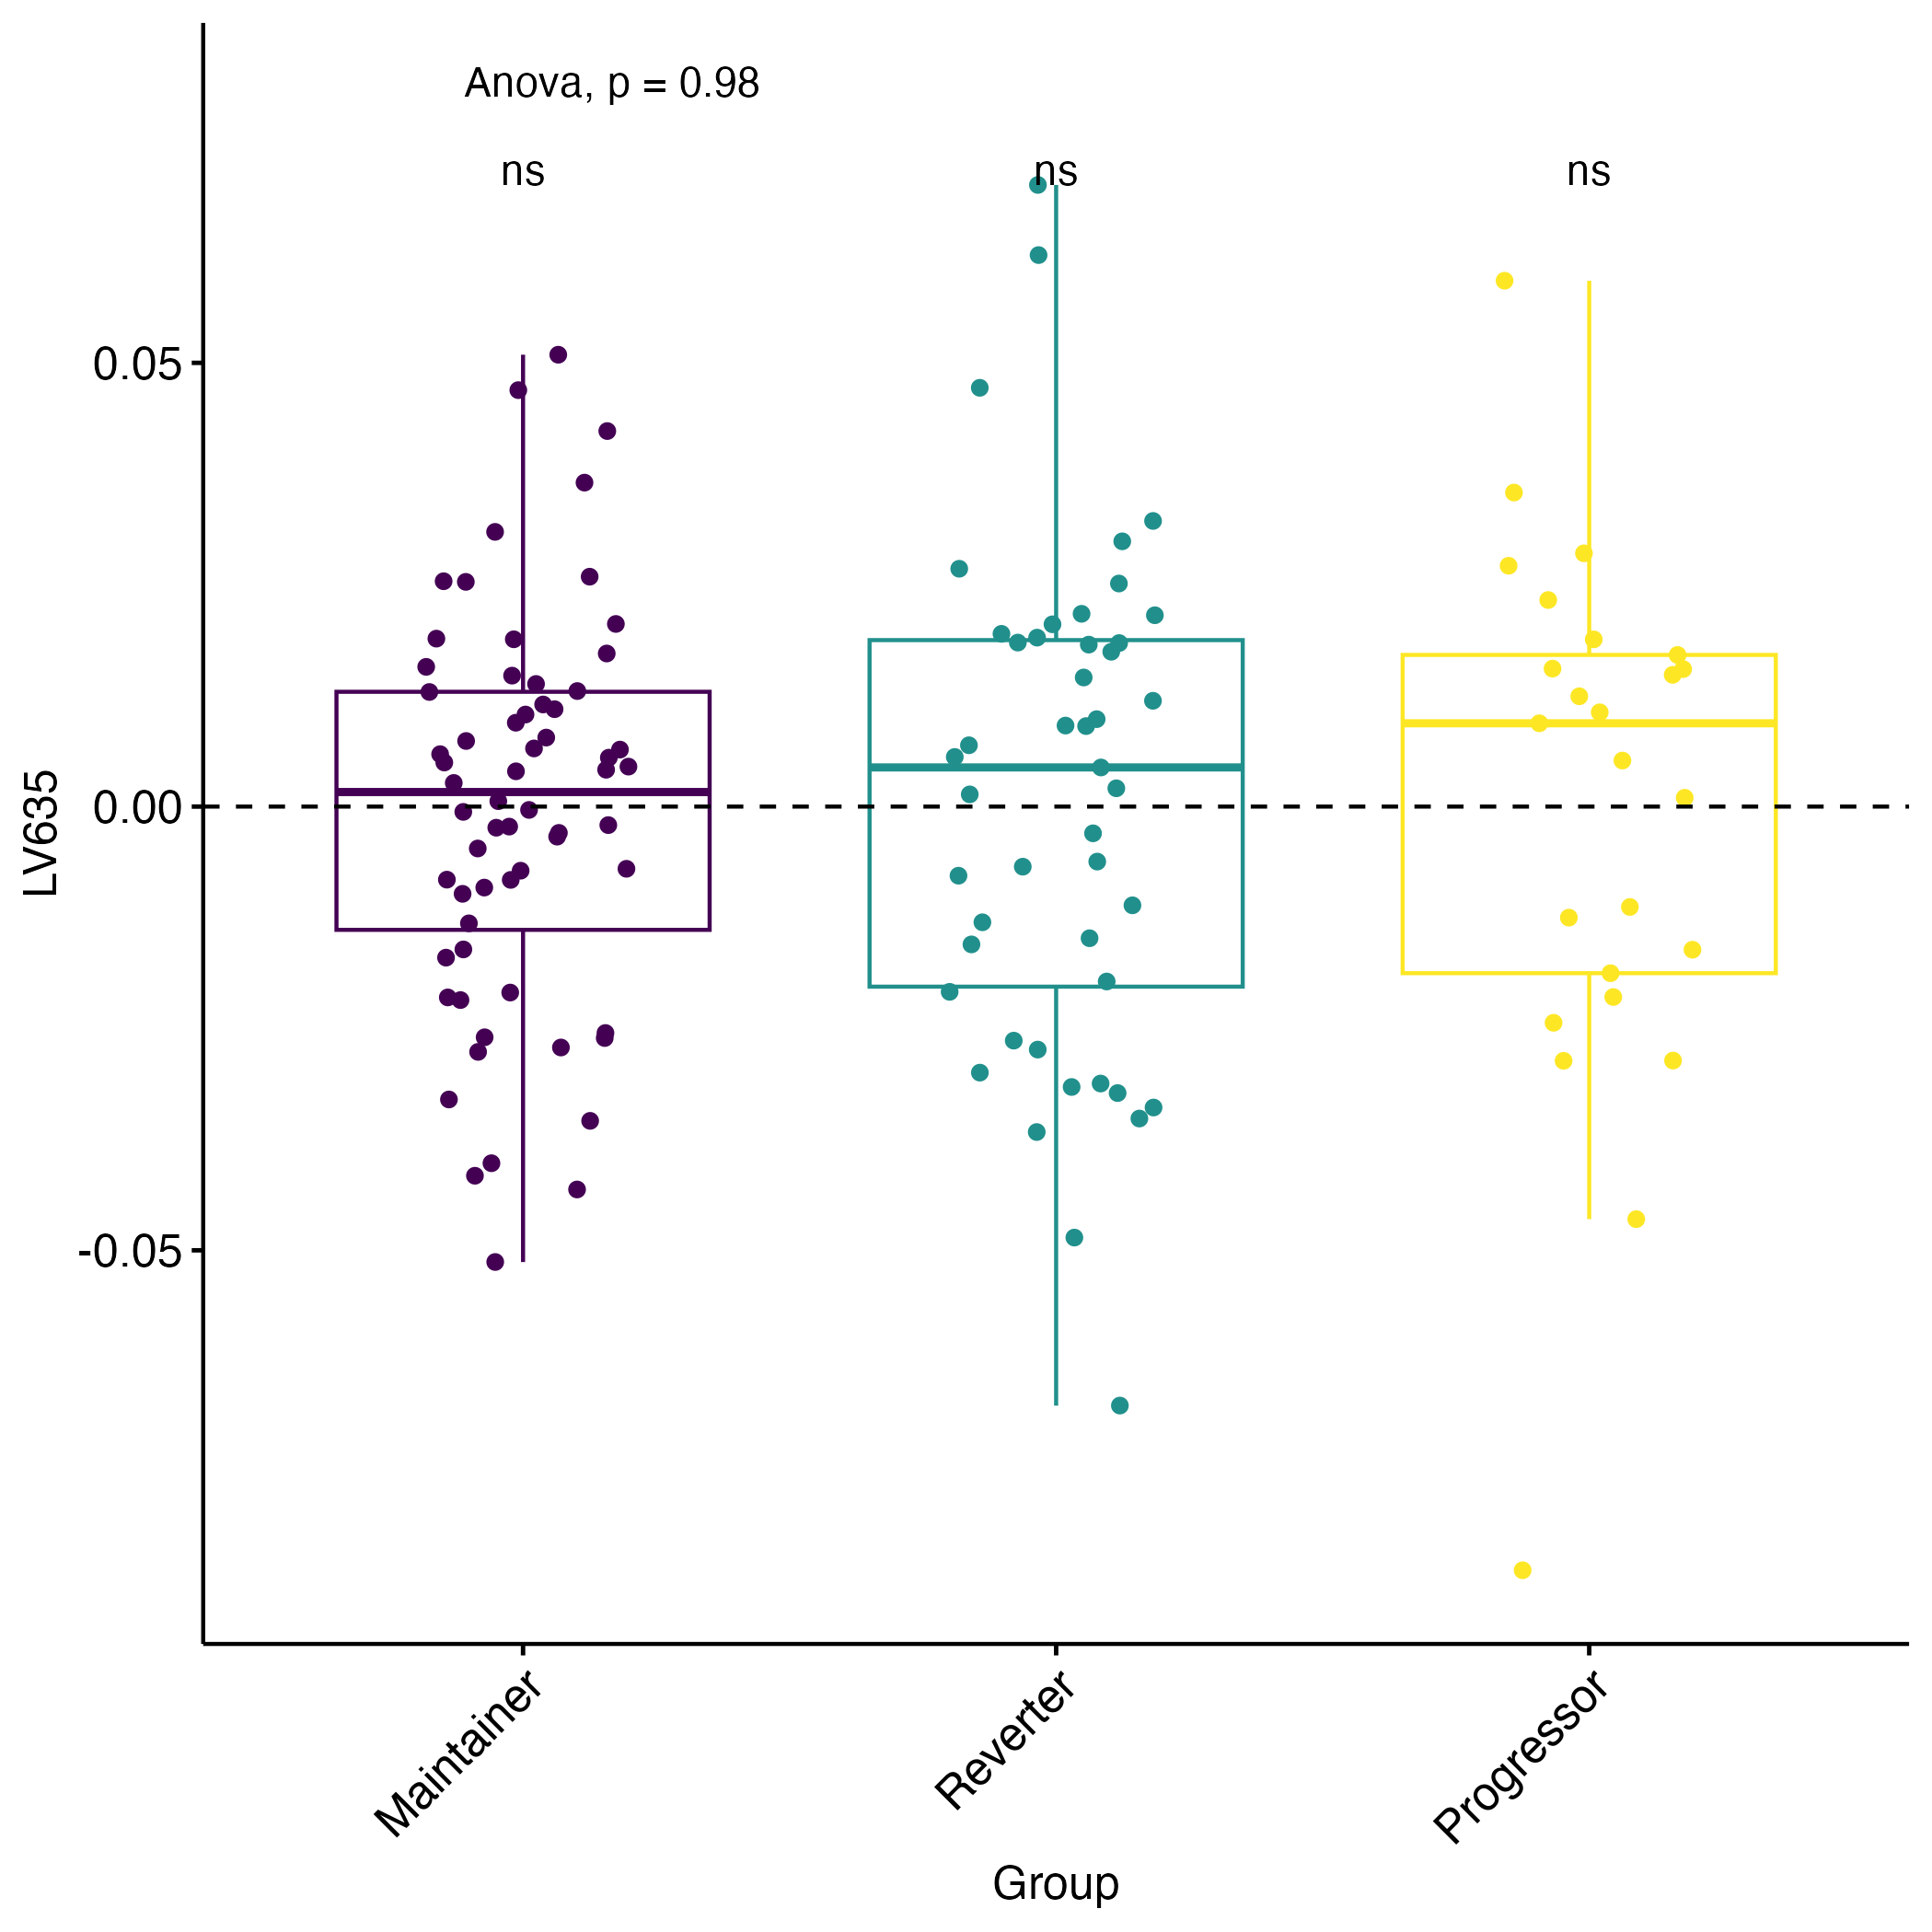 Anova, p = 0.98
ns ns ns
0.05
0.00
-0.05
LV635
Maintainer
Reverter
Progressor
Group